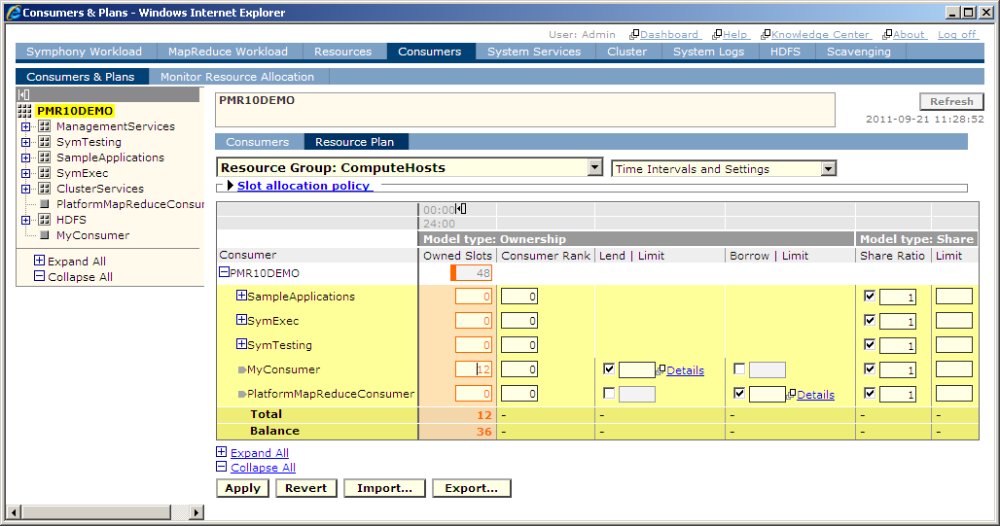 Consumers & Plans - Windows Internet Explorer
User: Admin Dashboard Help Knowledge Center About Log off
Symphony Workload MapReduce Workload Resources Consumers System Services Cluster System Logs HDFS Scavenging
Consumers & Plans Monitor Resource Allocation
PMR10DEMO
ManagementServices
SymTesting
SampleApplications
SymExec
ClusterServices
PlatformMapReduceConsu
HDFS
MyConsumer
Expand All
Collapse All
PMR10DEMO
Refresh
2011-09-21 11:28:52
Consumers Resource Plan
Resource Group: ComputeHosts Time Intervals and Settings
Slot allocation policy
00:00
24:00
Model type: Ownership Model type: Share
Consumer Owned Slots Consumer Rank Lend | Limit Borrow | Limit Share Ratio Limit
PMR10DEMO 48
SampleApplications 0 0 1
SymExec 0 0 1
SymTesting 0 0 1
MyConsumer 12 0 Details 1
PlatformMapReduceConsumer 0 0 Details 1
Total 12 - - - - -
Balance 36 - - - - -
Expand All
Collapse All
Apply Revert Import... Export...